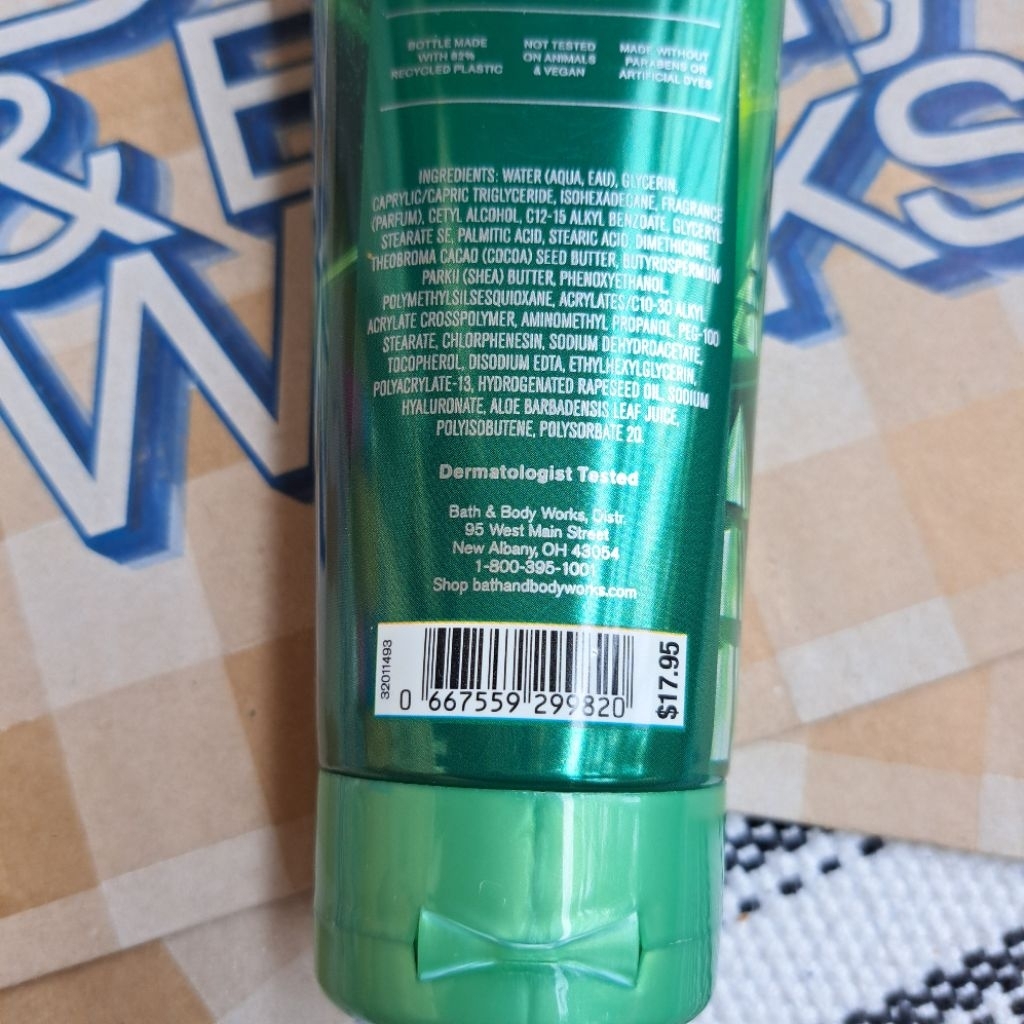 & 
W
E
KS
BOTTLE MADE
WITH 82%
RECYCLED PLASTIC
NOT TESTED
ON ANIMALS
& VEGAN
MADE WITHOUT
PARABENS OR
ARTIFICIAL DYES
INGREDIENTS: WATER (AQUA, EAU), GLYCERIN,
CAPRYLIC/CAPRIC TRIGLYCERIDE, ISOHEXADECANE, FRAGRANCE
(PARFUM), CETYL ALCOHOL, C12-15 ALKYL BENZOATE, GLYCERYL
STEARATE SE, PALMITIC ACID, STEARIC ACID, DIMETHICONE,
THEOBROMA CACAO (COCOA) SEED BUTTER, BUTYROSPERMUM
PARKII (SHEA) BUTTER, PHENOXYETHANOL,
POLYMETHYLSILSESQUIOXANE, ACRYLATES/C10-30 ALKYL
ACRYLATE CROSSPOLYMER, AMINOMETHYL PROPANOL, PEG-100
STEARATE, CHLORPHENESIN, SODIUM DEHYDROACETATE,
TOCOPHEROL, DISODIUM EDTA, ETHYLHEXYLGLYCERIN,
POLYACRYLATE-13, HYDROGENATED RAPESEED OIL, SODIUM
HYALURONATE, ALOE BARBADENSIS LEAF JUICE,
POLYISOBUTENE, POLYSORBATE 20.
Dermatologist Tested
Bath & Body Works, Distr.
95 West Main Street
New Albany, OH 43054
1-800-395-1001
Shop bathandbodyworks.com
32011493
0 667559 299820
$17.95